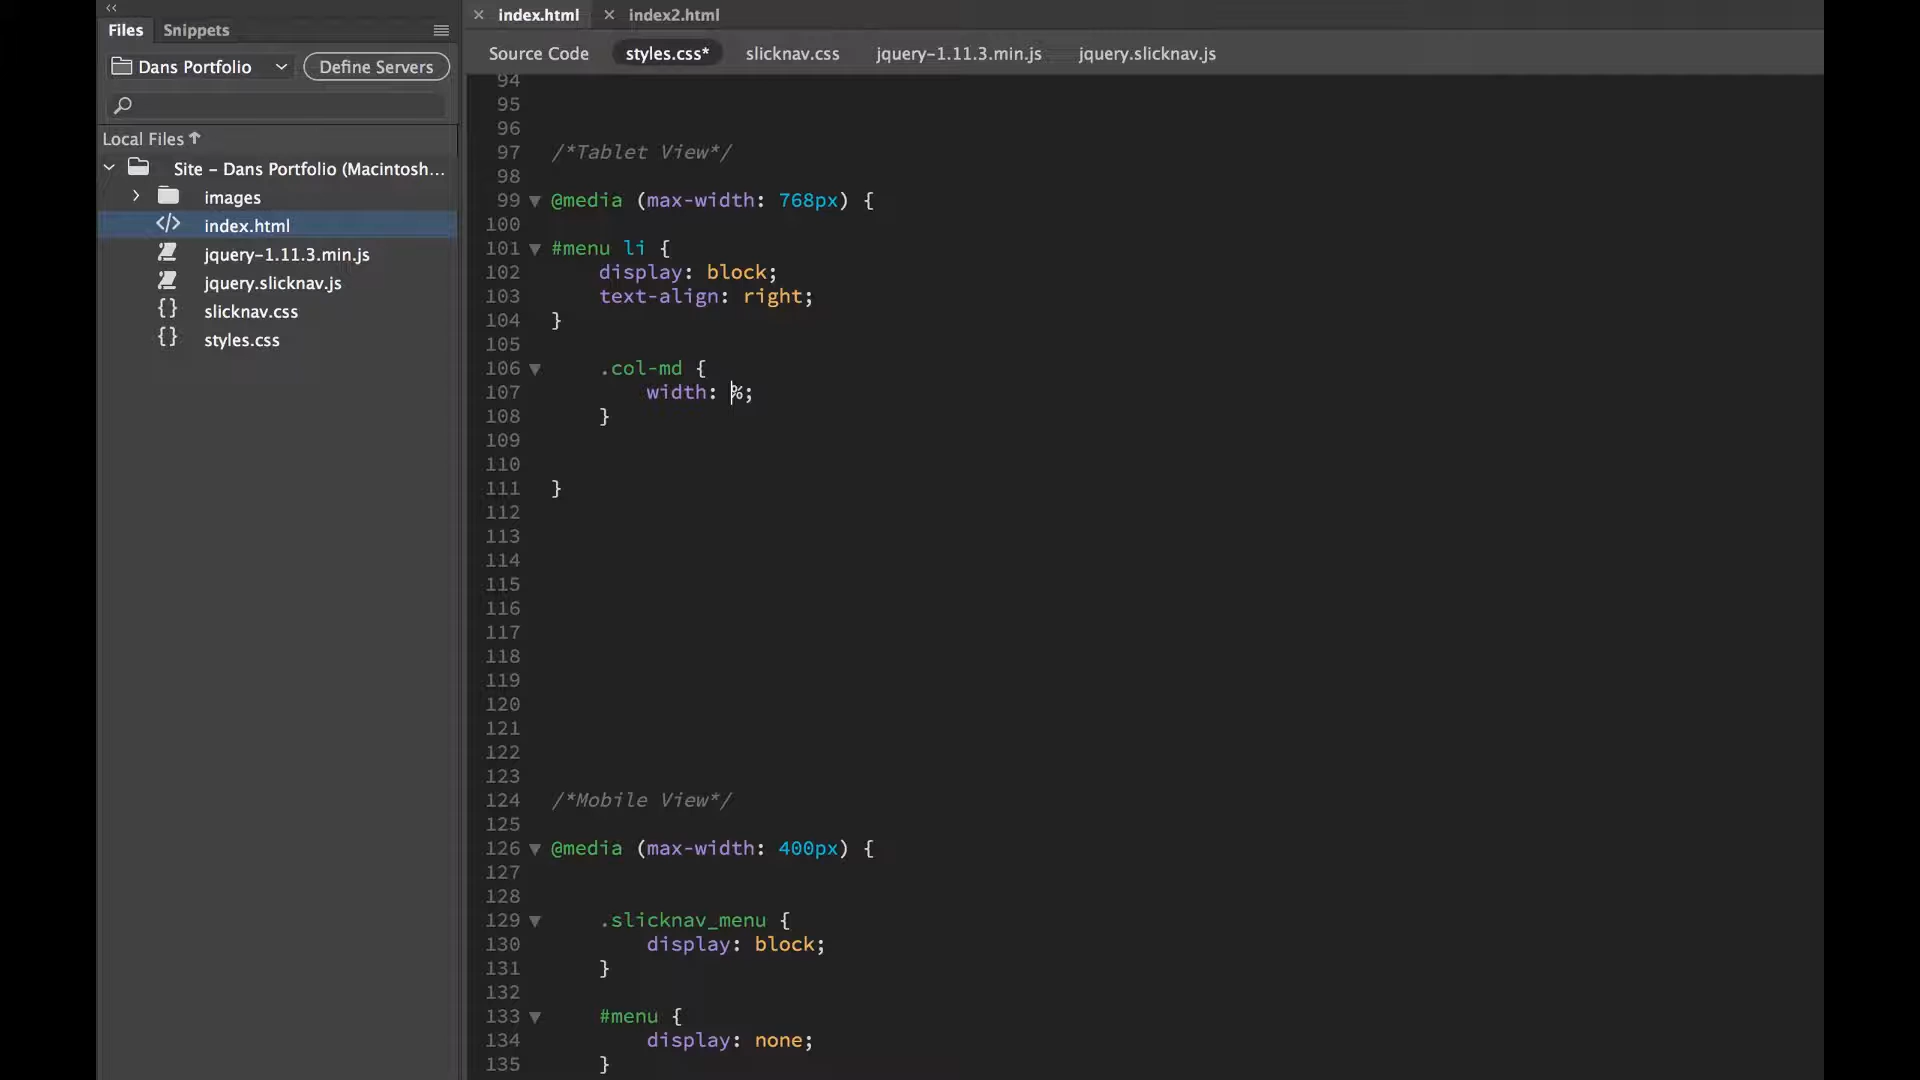 Files
Snippets
Dans Portfolio
Define Servers
Local Files
Site – Dans Portfolio (Macintosh...
images
index.html
jquery-1.11.3.min.js
jquery.slicknav.js
slicknav.css
styles.css
index.html
index2.html
Source Code
styles.css*
slicknav.css
jquery-1.11.3.min.js
jquery.slicknav.js
94
95
96
97 /*Tablet View*/
98
99 @media (max-width: 768px) {
100
101 #menu li {
102 display: block;
103 text-align: right;
104 }
105
106 .col-md {
107 width: %;
108 }
109
110
111 }
112
113
114
115
116
117
118
119
120
121
122
123
124 /*Mobile View*/
125
126 @media (max-width: 400px) {
127
128
129 .slicknav_menu {
130 display: block;
131 }
132
133 #menu {
134 display: none;
135 }